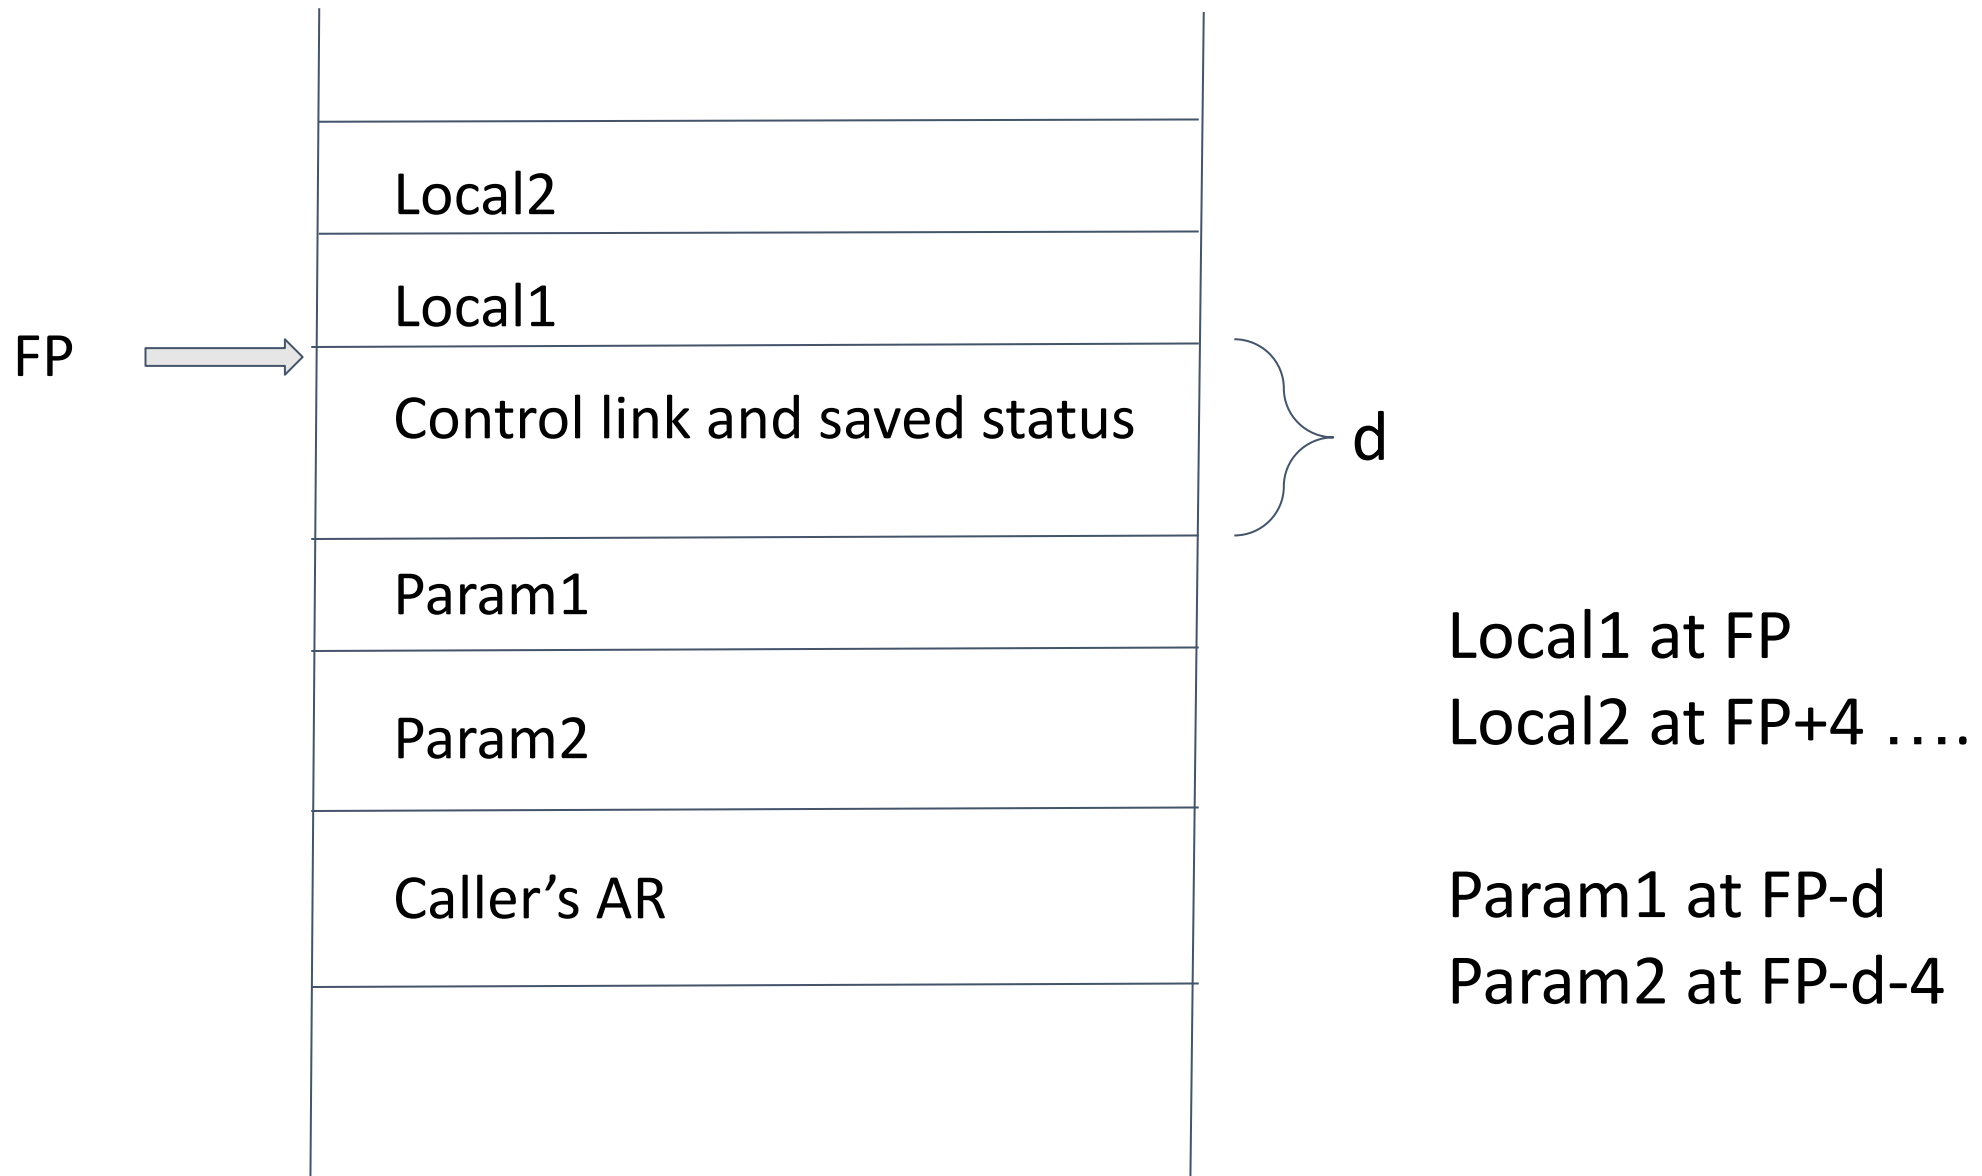 Local2
Local1
FP
Control link and saved status
d
Param1
Param2
Caller’s AR
Local1 at FP
Local2 at FP+4 ....
Param1 at FP-d
Param2 at FP-d-4